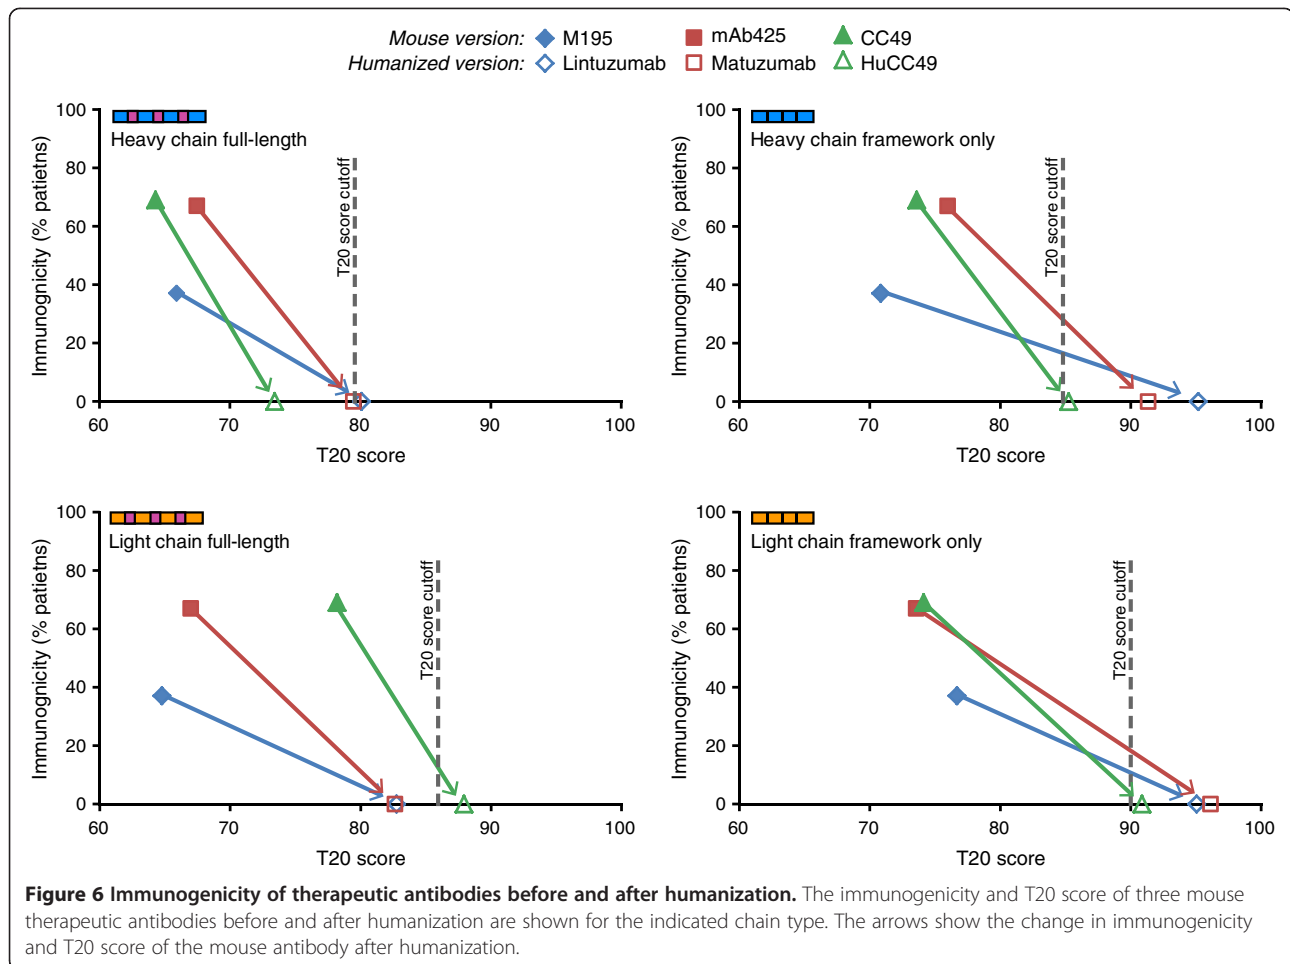 Mouse version: M195 mAb425 CC49
Humanized version: Lintuzumab Matuzumab HuCC49
Immunognicity (% patietns)
100
80
60
40
20
0
Heavy chain full-length
T20 score cutoff
60 70 80 90 100
T20 score
Immunognicity (% patietns)
100
80
60
40
20
0
Heavy chain framework only
T20 score cutoff
60 70 80 90 100
T20 score
Immunognicity (% patietns)
100
80
60
40
20
0
Light chain full-length
T20 score cutoff
60 70 80 90 100
T20 score
Immunognicity (% patietns)
100
80
60
40
20
0
Light chain framework only
T20 score cutoff
60 70 80 90 100
T20 score
Figure 6 Immunogenicity of therapeutic antibodies before and after humanization. The immunogenicity and T20 score of three mouse
therapeutic antibodies before and after humanization are shown for the indicated chain type. The arrows show the change in immunogenicity
and T20 score of the mouse antibody after humanization.